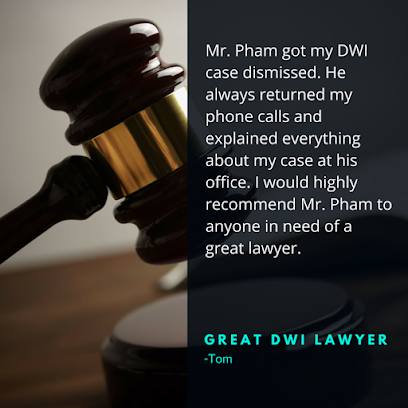 Mr. Pham got my DWI
case dismissed. He
always returned my
phone calls and
explained everything
about my case at his
office. I would highly
recommend Mr. Pham to
anyone in need of a
great lawyer.
GREAT DWI LAWYER
-Tom